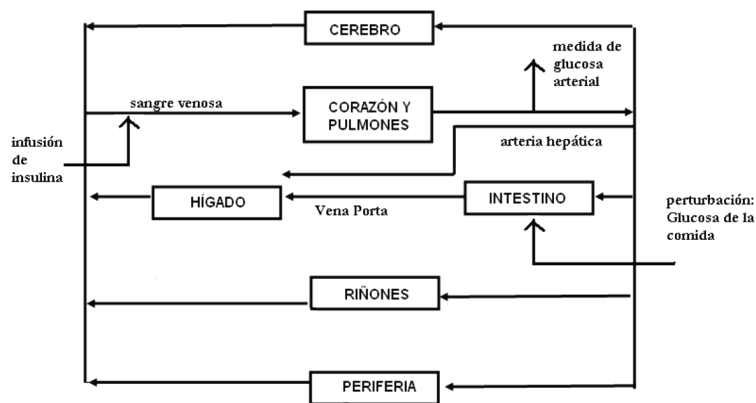 CEREBRO
medida de
glucosa
arterial
sangre venosa
CORAZÓN Y
PULMONES
infusión
de
insulina
arteria hepática
HÍGADO
Vena Porta
INTESTINO
perturbación:
Glucosa de la
comida
RIÑONES
PERIFERIA